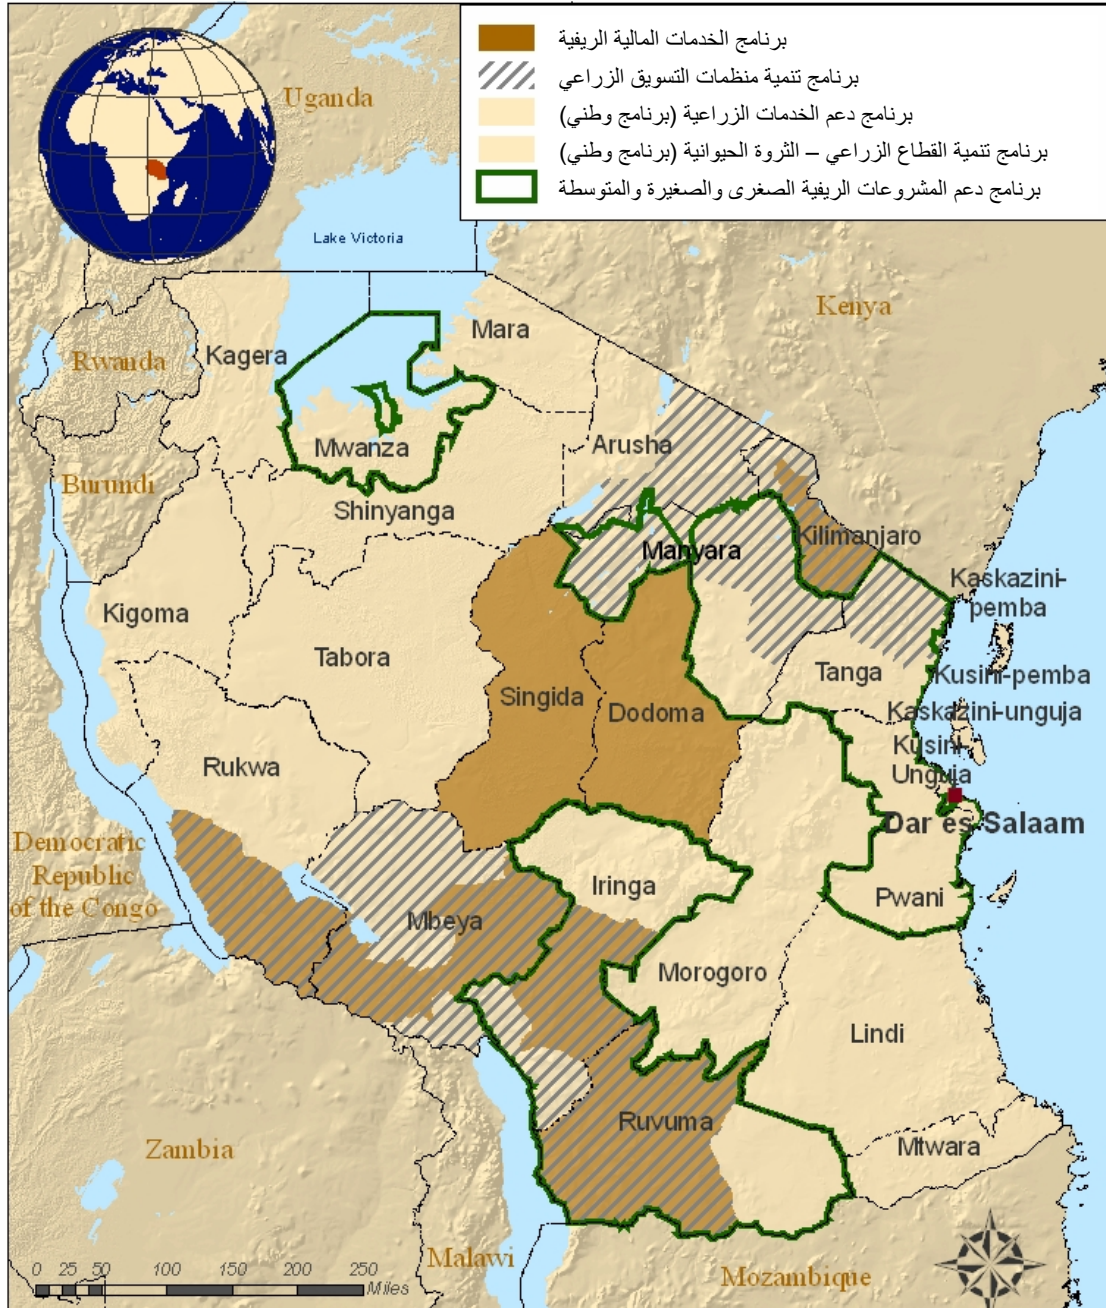 برنامج الخدمات المالية الريفية
برنامج تنمية منظمات التسويق الزراعي
برنامج دعم الخدمات الزراعية (برنامج وطني)
برنامج تنمية القطاع الزراعي – الثروة الحيوانية (برنامج وطني)
برنامج دعم المشروعات الريفية الصغرى والصغيرة والمتوسطة
Uganda
Lake Victoria
Kenya
Mara
Kagera
Rwanda
Arusha
Mwanza
Burundi
Shinyanga
Kilimanjaro
Manyara
Kaskazini-
pemba
Kigoma
Tabora
Tanga
Kusini-pemba
Singida
Dodoma
Kaskazini-unguja
Kusini-
Unguja
Rukwa
Dar es Salaam
Democratic
Republic
of the Congo
Iringa
Pwani
Mbeya
Morogoro
Lindi
Ruvuma
Zambia
Mtwara
Malawi
Mozambique
0 25 50 100 150 200 250
Miles